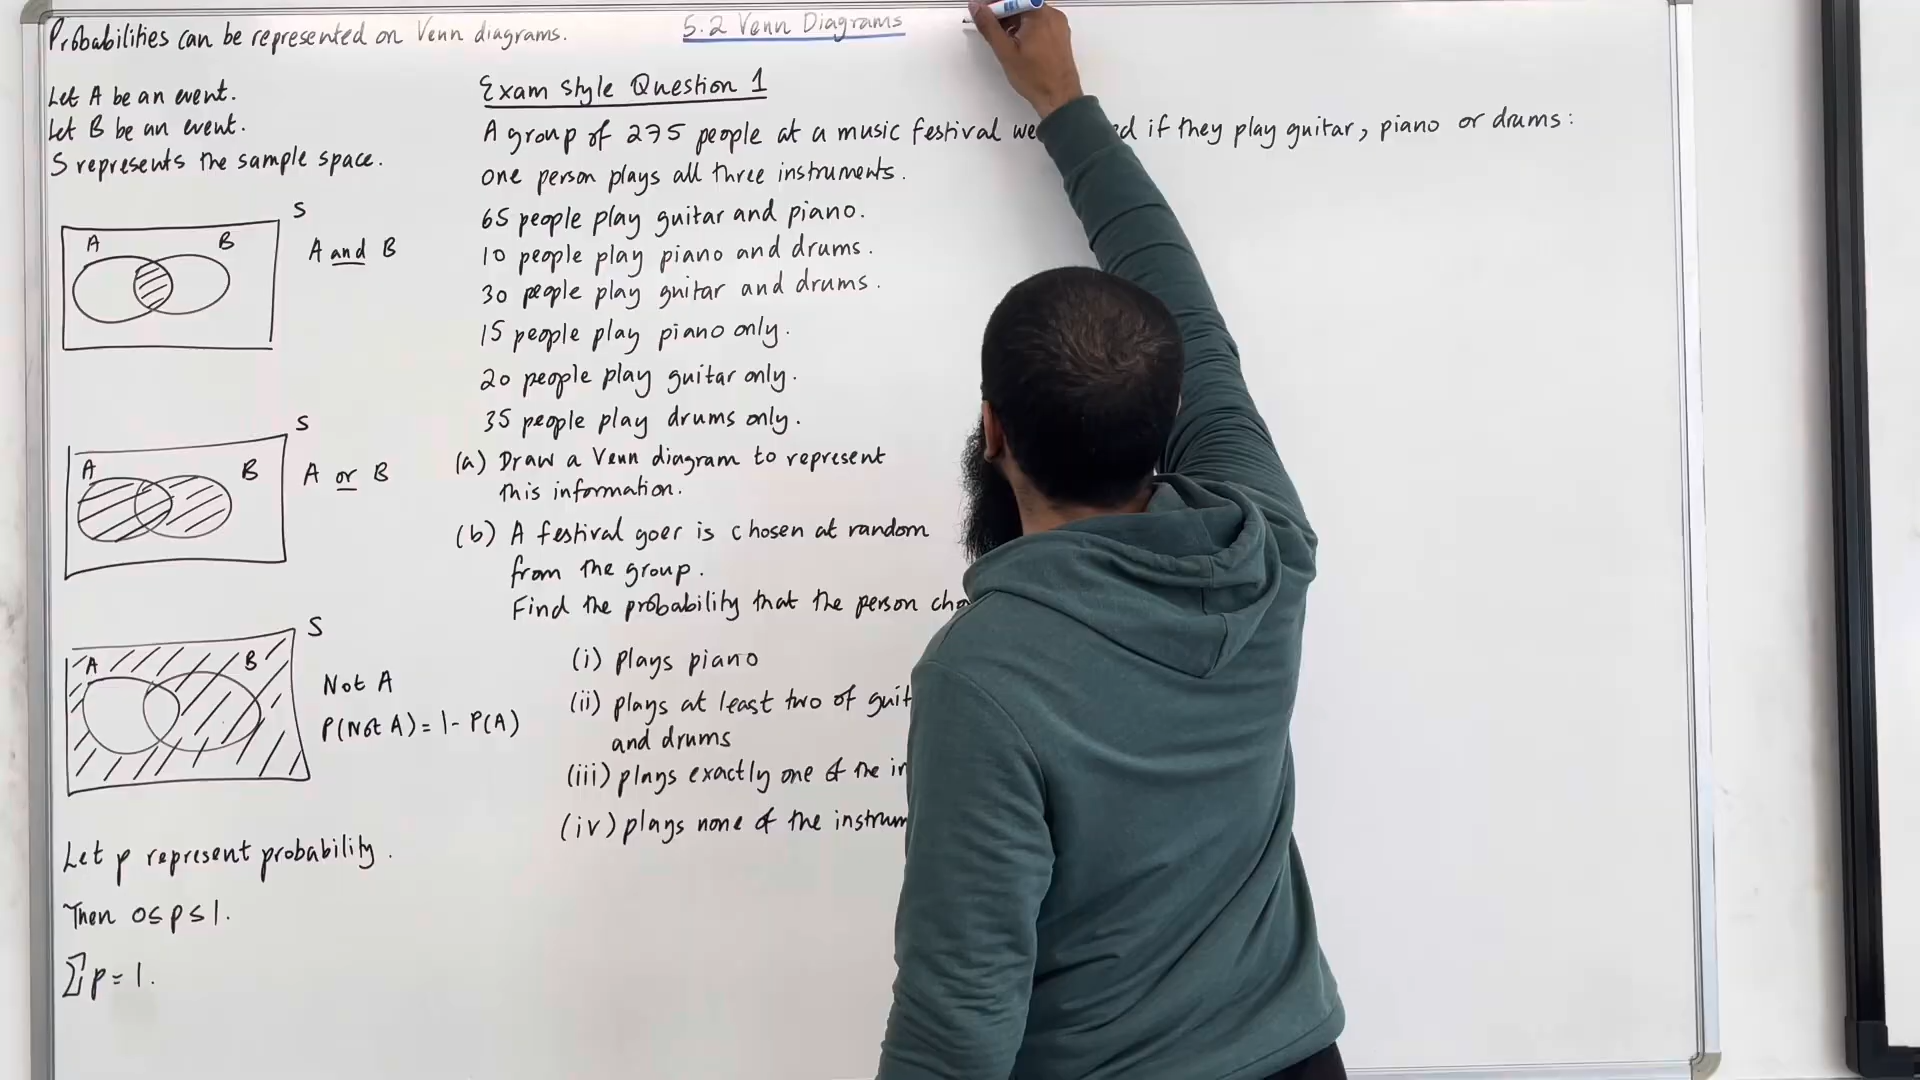 Probabilities can be represented on Venn diagrams.
5.2 Venn Diagrams
Let A be an event.
Let B be an event.
S represents the sample space.
S
A
B
A and B
S
A
B
A or B
S
A
B
Not A
P(Not A) = 1 - P(A)
Let p represent probability.
Then 0 ≤ p ≤ 1.
∑p = 1.
Exam style Question 1
A group of 275 people at a music festival if they play guitar, piano or drums:
one person plays all three instruments.
65 people play guitar and piano.
10 people play piano and drums.
30 people play guitar and drums.
15 people play piano only.
20 people play guitar only.
35 people play drums only.
(a) Draw a Venn diagram to represent
this information.
(b) A festival goer is chosen at random
from the group.
Find the probability that the person
(i) plays piano
(ii) plays at least two of
and drums
(iii) plays exactly one of the
(iv) plays none of the